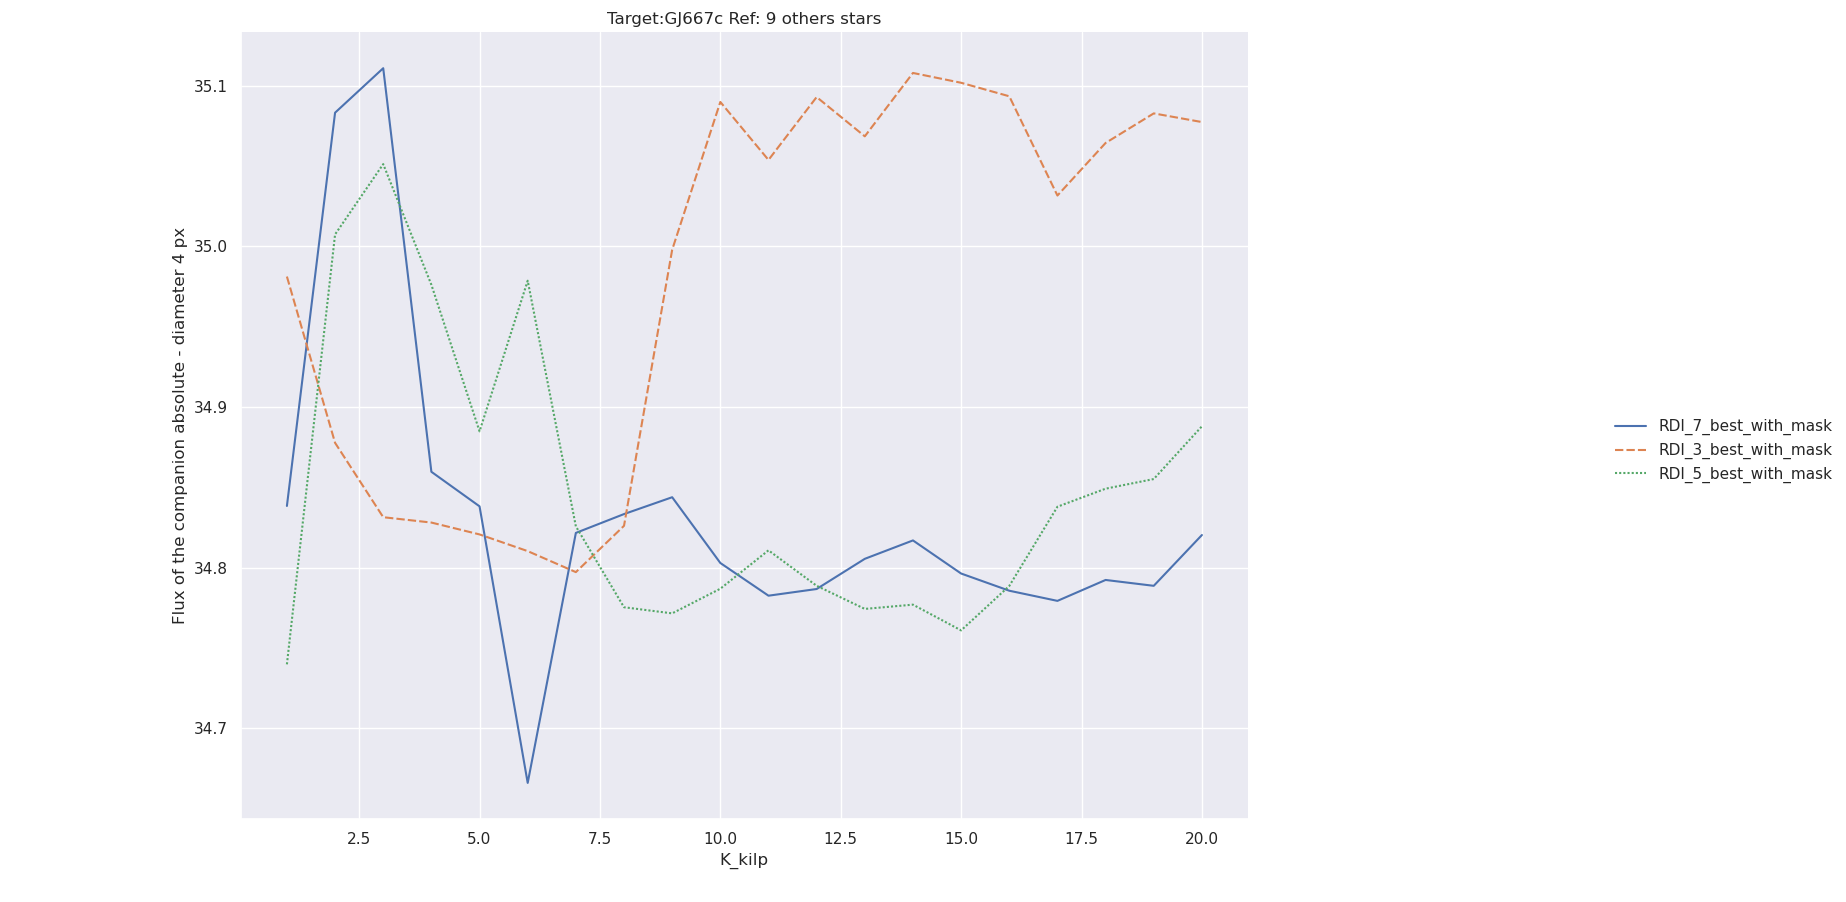 Target:GJ667c Ref: 9 others stars
Flux of the companion absolute - diameter 4 px
35.1
35.0
34.9
34.8
34.7
2.5 5.0 7.5 10.0 12.5 15.0 17.5 20.0
K_kilp
RDI_7_best_with_mask
RDI_3_best_with_mask
RDI_5_best_with_mask